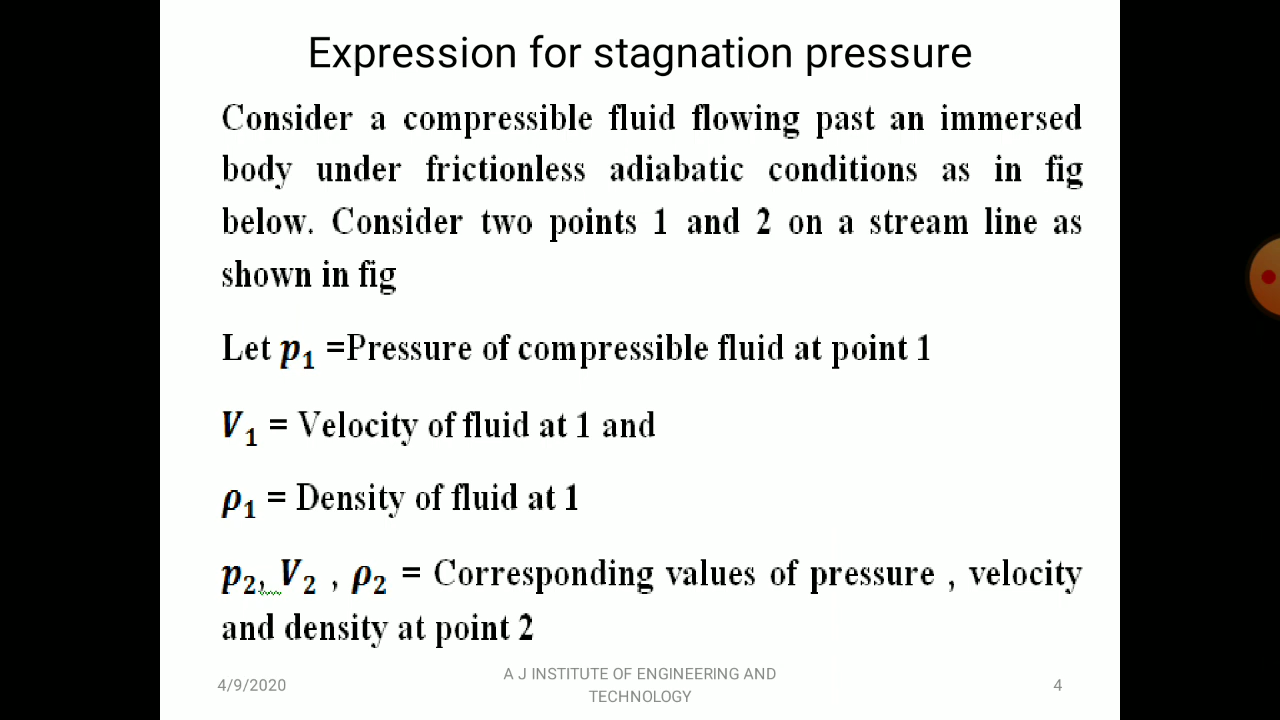 Expression for stagnation pressure
Consider a compressible fluid flowing past an immersed
body under frictionless adiabatic conditions as in fig
below. Consider two points 1 and 2 on a stream line as
shown in fig
Let p₁ =Pressure of compressible fluid at point 1
V₁ = Velocity of fluid at 1 and
ρ₁ = Density of fluid at 1
p₂, V₂ , ρ₂ = Corresponding values of pressure , velocity
and density at point 2
4/9/2020
A J INSTITUTE OF ENGINEERING AND
TECHNOLOGY
4